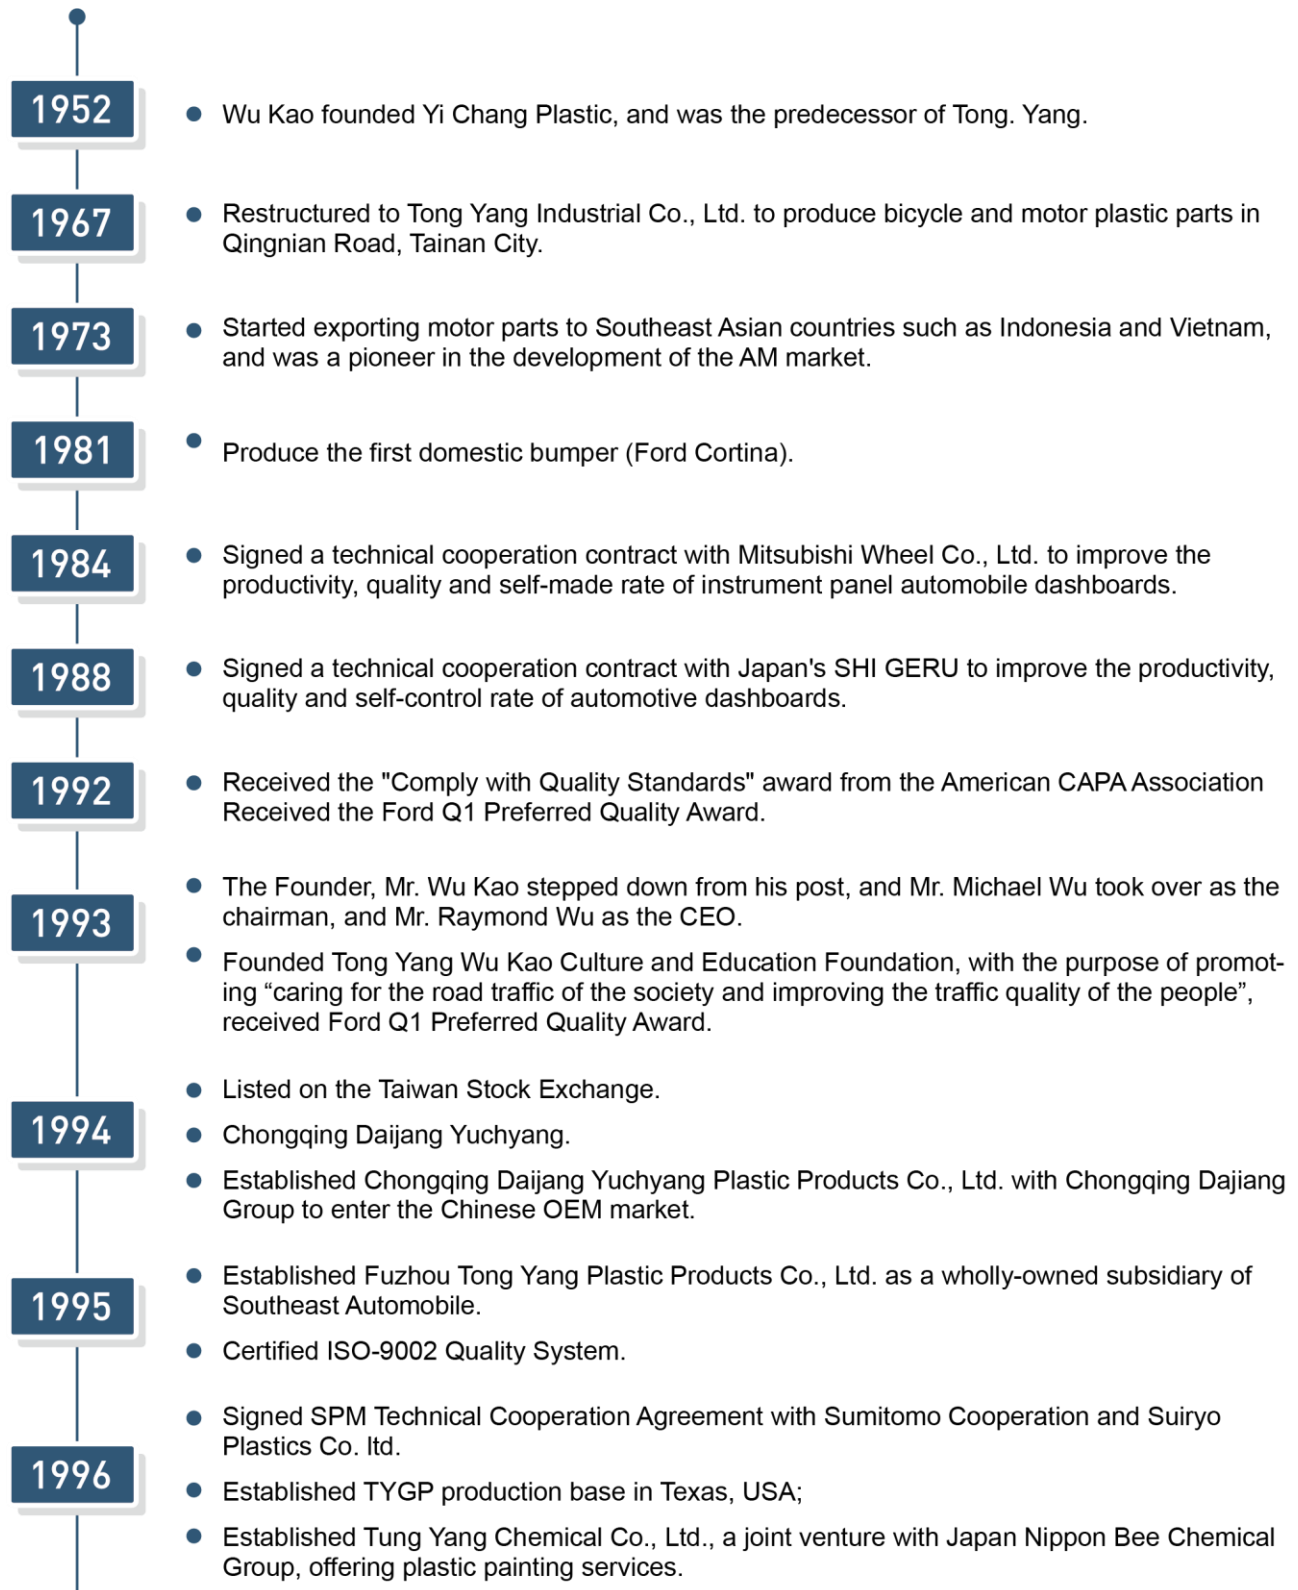 1952
Wu Kao founded Yi Chang Plastic, and was the predecessor of Tong. Yang.
1967
Restructured to Tong Yang Industrial Co., Ltd. to produce bicycle and motor plastic parts in
Qingnian Road, Tainan City.
1973
Started exporting motor parts to Southeast Asian countries such as Indonesia and Vietnam,
and was a pioneer in the development of the AM market.
1981
Produce the first domestic bumper (Ford Cortina).
1984
Signed a technical cooperation contract with Mitsubishi Wheel Co., Ltd. to improve the
productivity, quality and self-made rate of instrument panel automobile dashboards.
1988
Signed a technical cooperation contract with Japan's SHI GERU to improve the productivity,
quality and self-control rate of automotive dashboards.
1992
Received the "Comply with Quality Standards" award from the American CAPA Association
Received the Ford Q1 Preferred Quality Award.
1993
The Founder, Mr. Wu Kao stepped down from his post, and Mr. Michael Wu took over as the
chairman, and Mr. Raymond Wu as the CEO.
Founded Tong Yang Wu Kao Culture and Education Foundation, with the purpose of promot-
ing “caring for the road traffic of the society and improving the traffic quality of the people”,
received Ford Q1 Preferred Quality Award.
1994
Listed on the Taiwan Stock Exchange.
Chongqing Daijang Yuchyang.
Established Chongqing Daijang Yuchyang Plastic Products Co., Ltd. with Chongqing Dajiang
Group to enter the Chinese OEM market.
1995
Established Fuzhou Tong Yang Plastic Products Co., Ltd. as a wholly-owned subsidiary of
Southeast Automobile.
Certified ISO-9002 Quality System.
1996
Signed SPM Technical Cooperation Agreement with Sumitomo Cooperation and Suiryo
Plastics Co. ltd.
Established TYGP production base in Texas, USA;
Established Tung Yang Chemical Co., Ltd., a joint venture with Japan Nippon Bee Chemical
Group, offering plastic painting services.